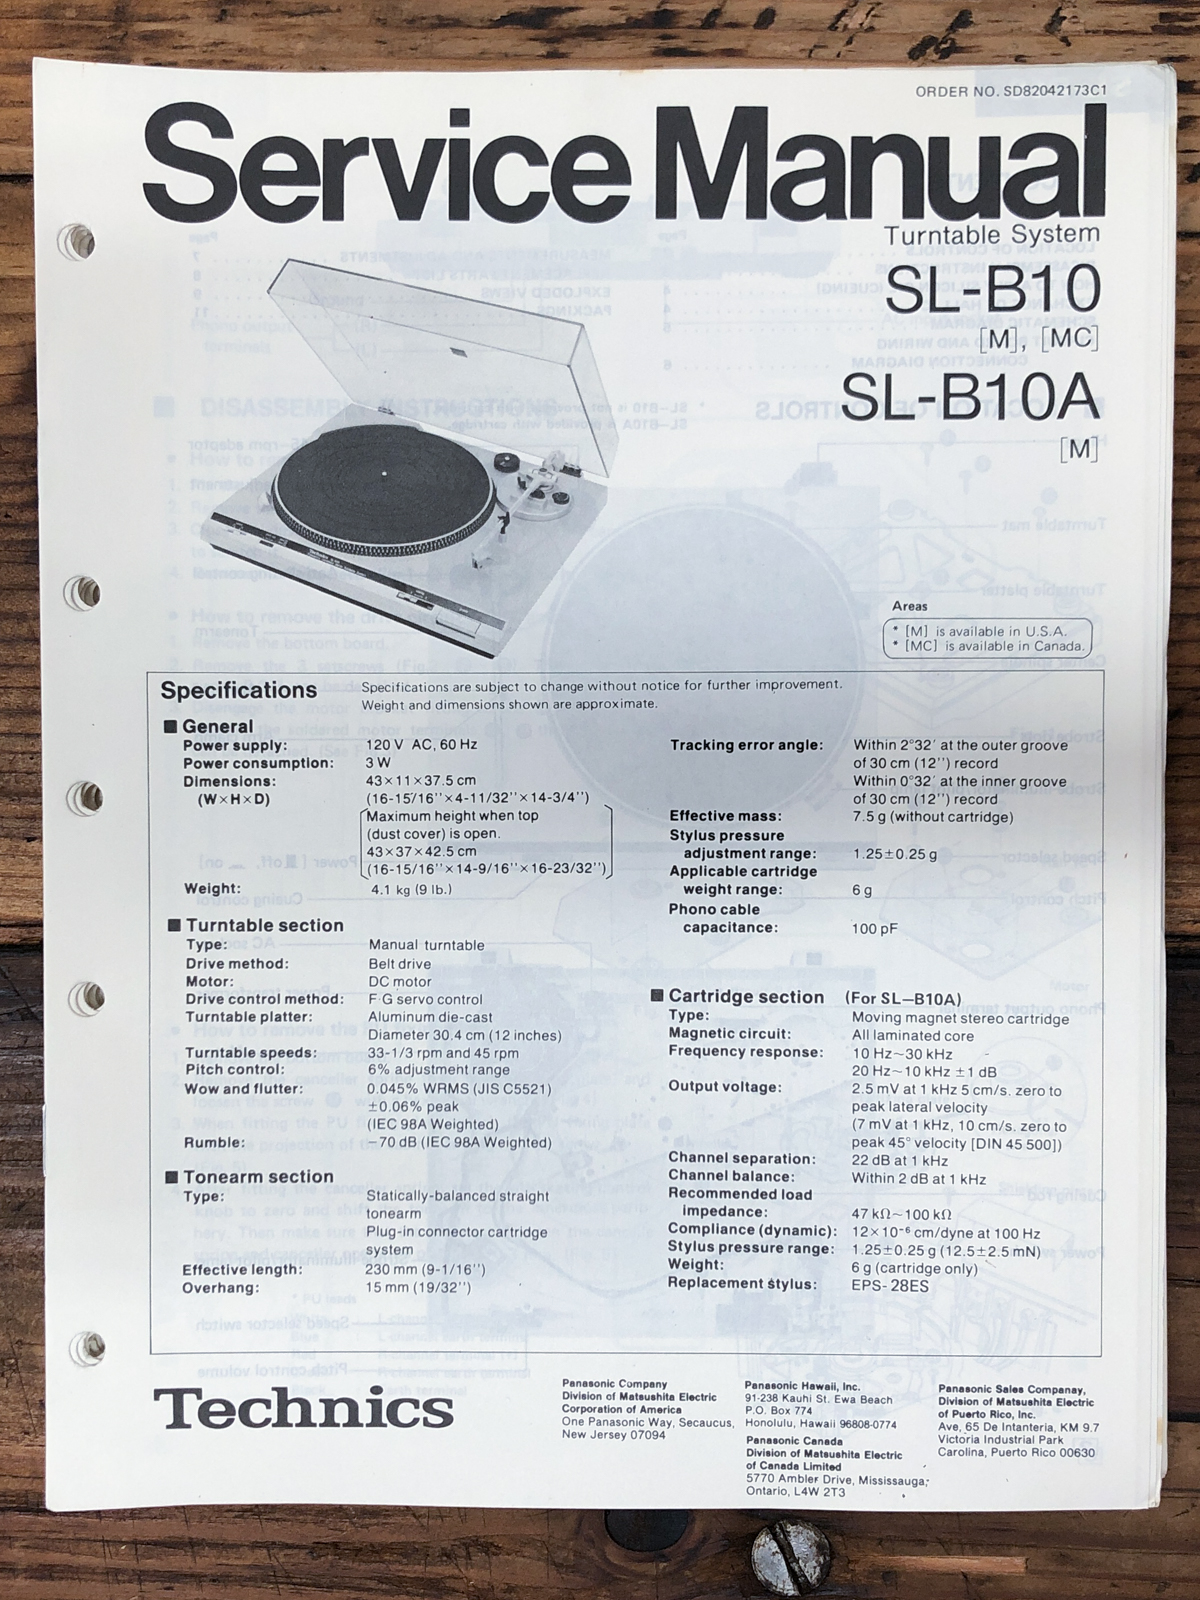 ORDER NO. SD82042173C1
Service Manual
Turntable System
SL-B10
[M], [MC]
SL-B10A
[M]
Areas
* [M] is available in U.S.A.
* [MC] is available in Canada.
Specifications
Specifications are subject to change without notice for further improvement.
Weight and dimensions shown are approximate.
■ General
Power supply: 120 V AC, 60 Hz
Power consumption: 3 W
Dimensions: 43×11×37.5 cm
(W×H×D) (16-15/16''×4-11/32''×14-3/4'')
Maximum height when top
(dust cover) is open.
43×37×42.5 cm
(16-15/16''×14-9/16''×16-23/32'')
Weight: 4.1 kg (9 lb.)
■ Turntable section
Type: Manual turntable
Drive method: Belt drive
Motor: DC motor
Drive control method: F·G servo control
Turntable platter: Aluminum die-cast
Diameter 30.4 cm (12 inches)
Turntable speeds: 33-1/3 rpm and 45 rpm
Pitch control: 6% adjustment range
Wow and flutter: 0.045% WRMS (JIS C5521)
±0.06% peak
(IEC 98A Weighted)
Rumble: −70 dB (IEC 98A Weighted)
■ Tonearm section
Type: Statically-balanced straight
tonearm
Plug-in connector cartridge
system
Effective length: 230 mm (9-1/16'')
Overhang: 15 mm (19/32'')
Tracking error angle: Within 2°32′ at the outer groove
of 30 cm (12'') record
Within 0°32′ at the inner groove
of 30 cm (12'') record
Effective mass: 7.5 g (without cartridge)
Stylus pressure
adjustment range: 1.25±0.25 g
Applicable cartridge
weight range: 6 g
Phono cable
capacitance: 100 pF
■ Cartridge section (For SL—B10A)
Type: Moving magnet stereo cartridge
Magnetic circuit: All laminated core
Frequency response: 10 Hz~30 kHz
20 Hz~10 kHz ±1 dB
Output voltage: 2.5 mV at 1 kHz 5 cm/s. zero to
peak lateral velocity
(7 mV at 1 kHz, 10 cm/s. zero to
peak 45° velocity [DIN 45 500])
Channel separation: 22 dB at 1 kHz
Channel balance: Within 2 dB at 1 kHz
Recommended load
impedance: 47 kΩ~100 kΩ
Compliance (dynamic): 12×10⁻⁶ cm/dyne at 100 Hz
Stylus pressure range: 1.25±0.25 g (12.5±2.5 mN)
Weight: 6 g (cartridge only)
Replacement stylus: EPS-28ES
Technics
Panasonic Company
Division of Matsushita Electric
Corporation of America
One Panasonic Way, Secaucus,
New Jersey 07094
Panasonic Hawaii, Inc.
91-238 Kauhi St. Ewa Beach
P.O. Box 774
Honolulu, Hawaii 96808-0774
Panasonic Canada
Division of Matsushita Electric
of Canada Limited
5770 Ambler Drive, Mississauga,
Ontario, L4W 2T3
Panasonic Sales Companay,
Division of Matsushita Electric
of Puerto Rico, Inc.
Ave, 65 De Intanteria, KM 9.7
Victoria Industrial Park
Carolina, Puerto Rico 00630